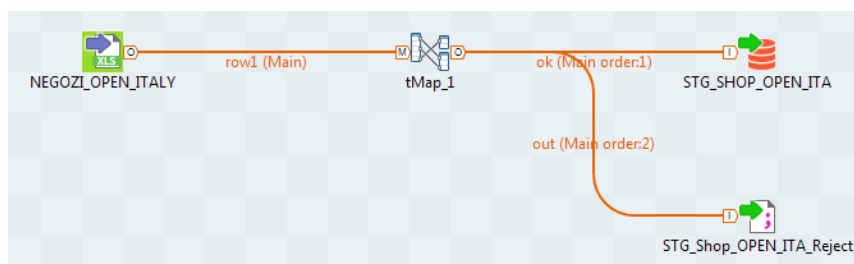 XLS
O
row1 (Main)
M
O
ok (Main order:1)
I
NEGOZI_OPEN_ITALY
tMap_1
STG_SHOP_OPEN_ITA
out (Main order:2)
I
;
STG_Shop_OPEN_ITA_Reject